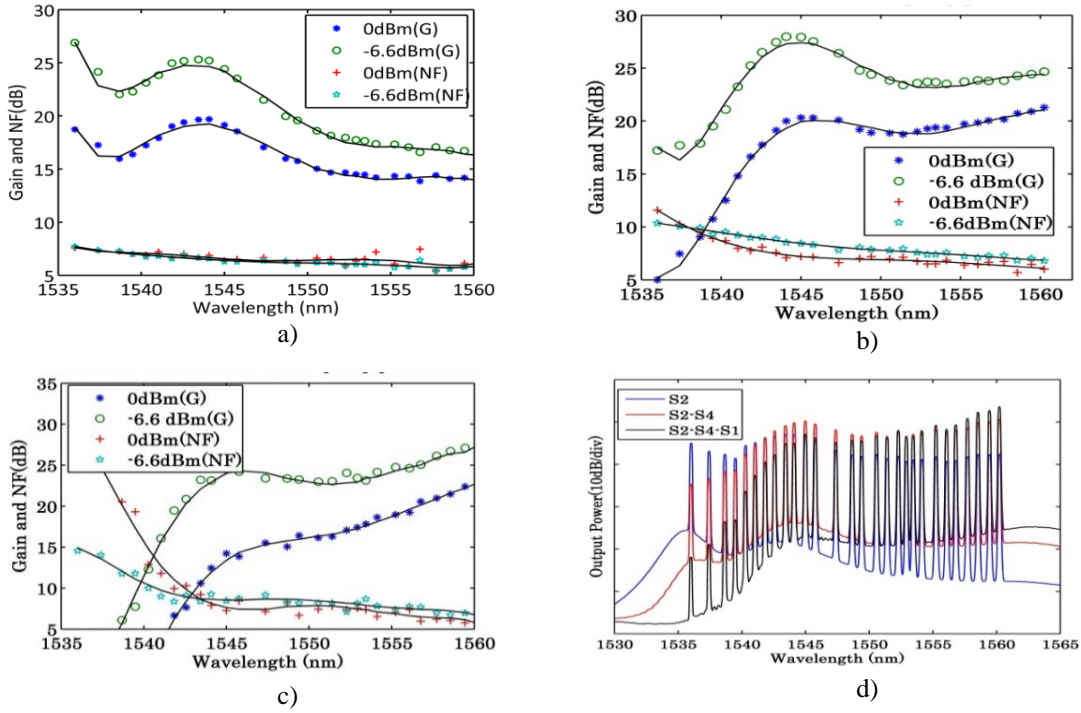 30
25
20
15
10
5
Gain and NF(dB)
0dBm(G)
-6.6dBm(G)
0dBm(NF)
-6.6dBm(NF)
1535 1540 1545 1550 1555 1560
Wavelength (nm)
a)
30
25
20
15
10
5
Gain and NF(dB)
0dBm(G)
-6.6 dBm(G)
0dBm(NF)
-6.6dBm(NF)
1535 1540 1545 1550 1555 1560
Wavelength (nm)
b)
35
30
25
20
15
10
5
Gain and NF(dB)
0dBm(G)
-6.6 dBm(G)
0dBm(NF)
-6.6dBm(NF)
1535 1540 1545 1550 1555 1560
Wavelength (nm)
c)
Output Power(10dB/div)
S2
S2-S4
S2-S4-S1
1530 1535 1540 1545 1550 1555 1560 1565
Wavelength (nm)
d)